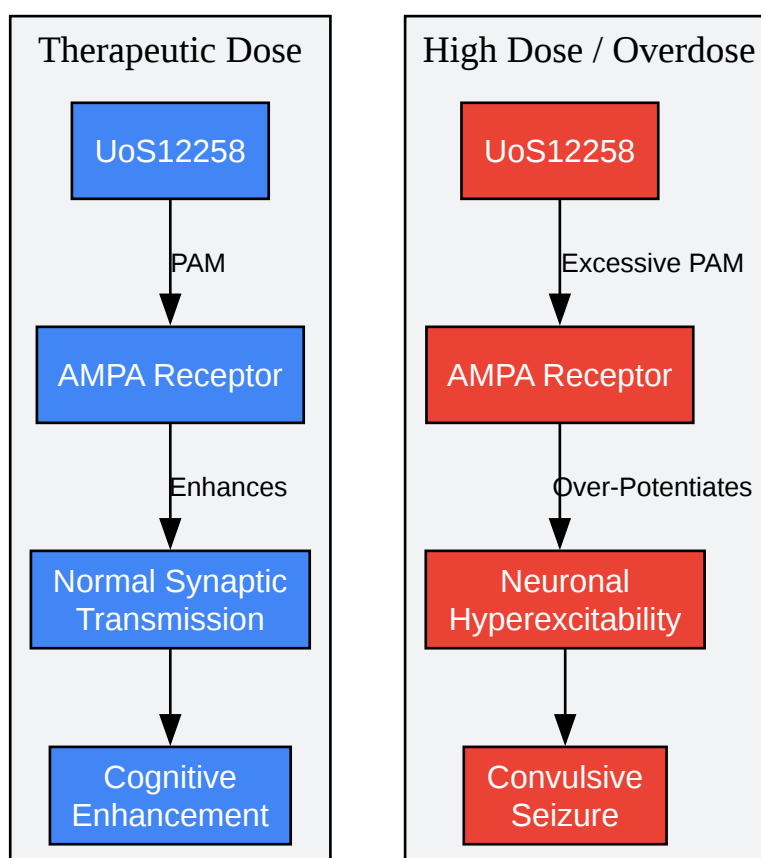 Therapeutic Dose
UoS12258
PAM
AMPA Receptor
Enhances
Normal Synaptic
Transmission
Cognitive
Enhancement
High Dose / Overdose
UoS12258
Excessive PAM
AMPA Receptor
Over-Potentiates
Neuronal
Hyperexcitability
Convulsive
Seizure